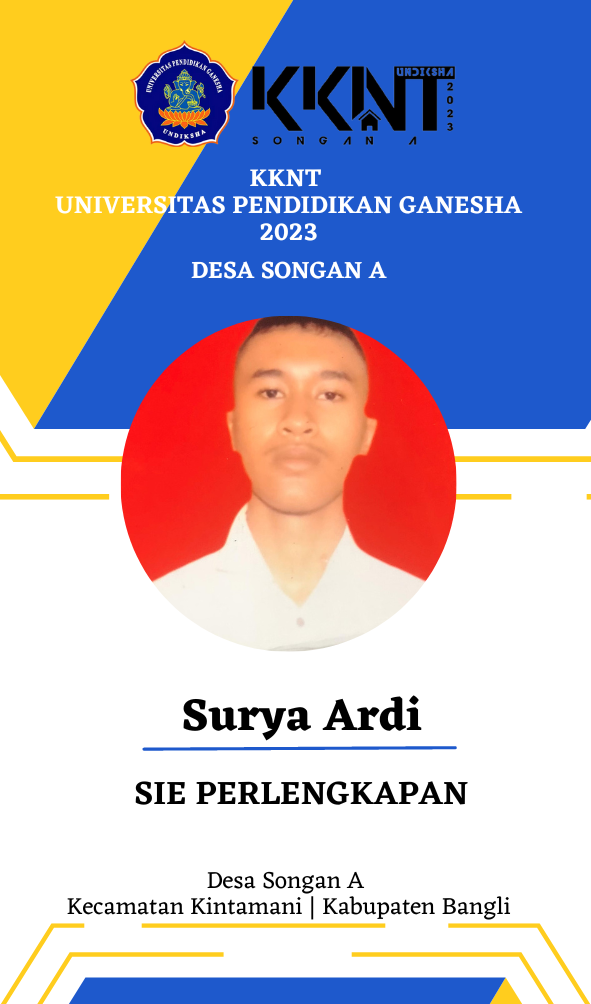 UNIVERSITAS PENDIDIKAN GANESHA
UNDIKSHA
KKNT
UNDIKSHA
2023
SONGAN A
KKNT
UNIVERSITAS PENDIDIKAN GANESHA
2023
DESA SONGAN A
Surya Ardi
SIE PERLENGKAPAN
Desa Songan A
Kecamatan Kintamani | Kabupaten Bangli